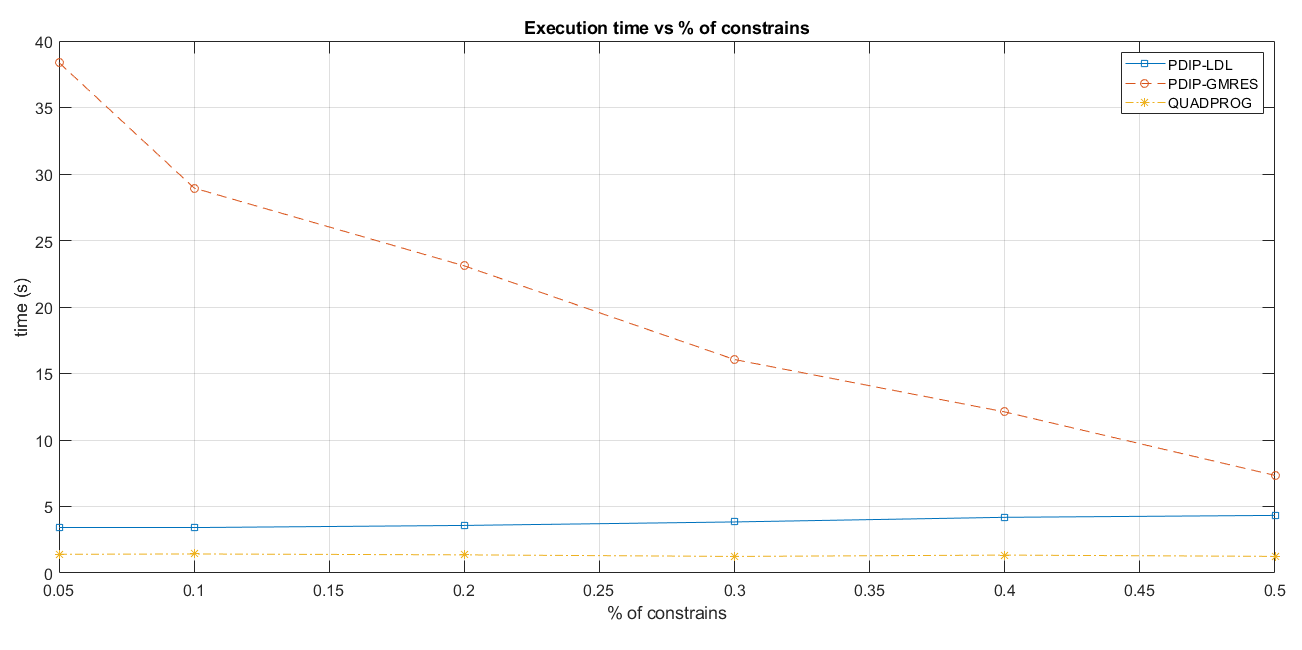 Execution time vs % of constrains
PDIP-LDL
PDIP-GMRES
QUADPROG
time (s)
40
35
30
25
20
15
10
5
0
0.05 0.1 0.15 0.2 0.25 0.3 0.35 0.4 0.45 0.5
% of constrains